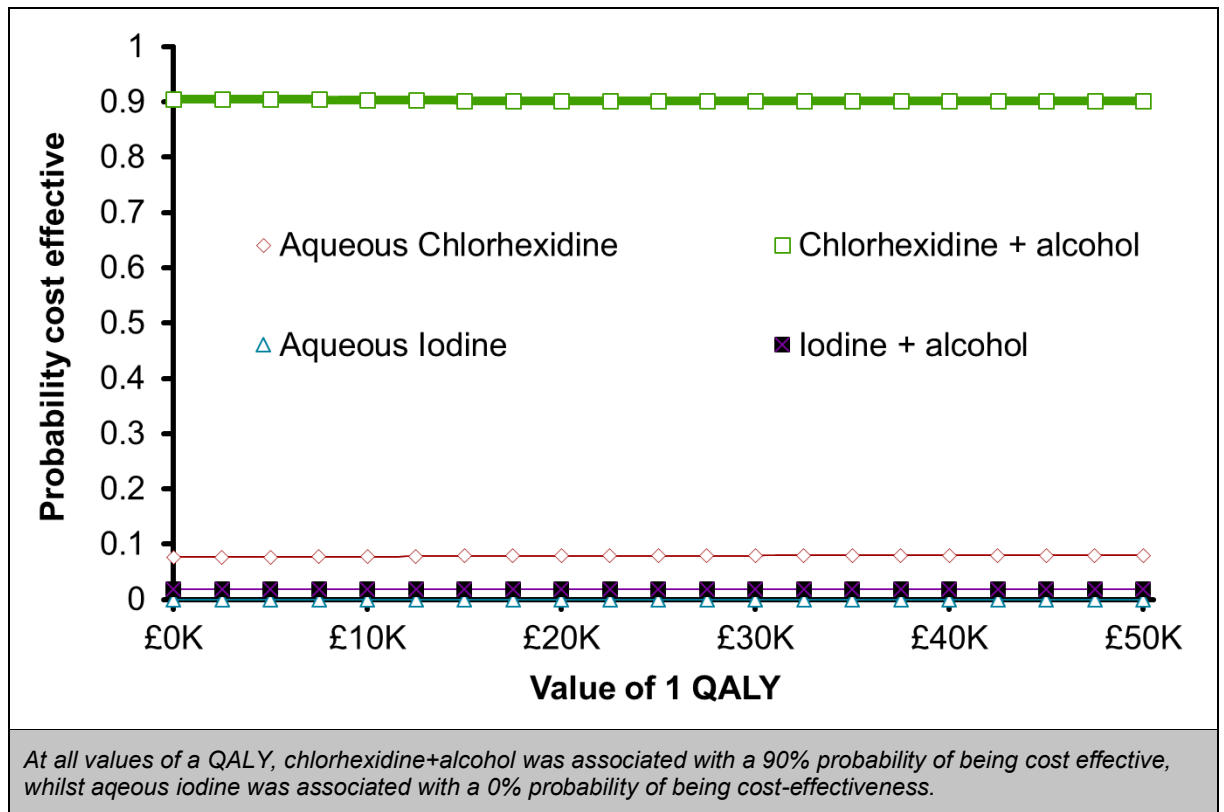 1
0.9
0.8
0.7
0.6
0.5
0.4
0.3
0.2
0.1
0
Probability cost effective
Aqueous Chlorhexidine
Chlorhexidine + alcohol
Aqueous Iodine
Iodine + alcohol
£0K £10K £20K £30K £40K £50K
Value of 1 QALY
At all values of a QALY, chlorhexidine+alcohol was associated with a 90% probability of being cost effective,
whilst aqeous iodine was associated with a 0% probability of being cost-effectiveness.